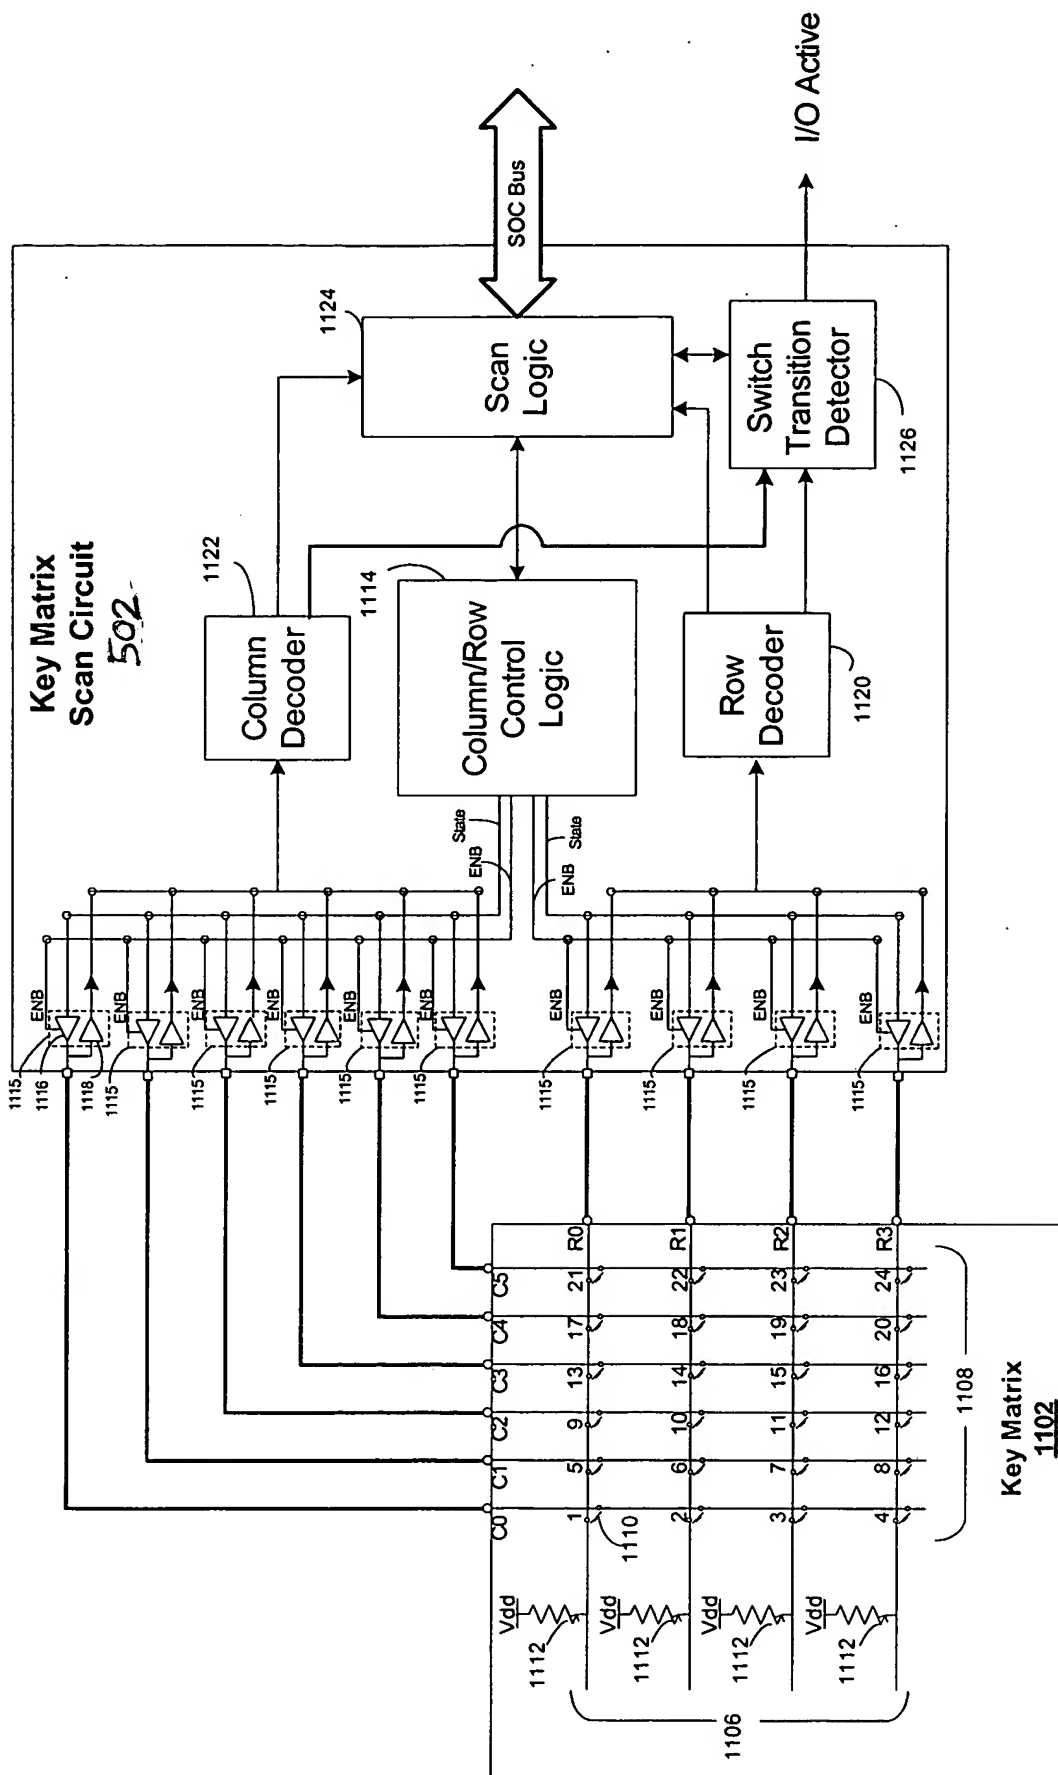 Key Matrix
Scan Circuit
502
I/O Active
SOC Bus
1124
Scan
Logic
Switch
Transition
Detector
1126
1122
Column
Decoder
1114
Column/Row
Control
Logic
Row
Decoder
1120
State
ENB
ENB
State
ENB
ENB
ENB
ENB
ENB
ENB
ENB
ENB
ENB
ENB
1115
1116
1118
1115
1115
1115
1115
1115
1115
1115
1115
1115
C0
C1
C2
C3
C4
C5
R0
R1
R2
R3
1
5
9
13
17
21
2
6
10
14
18
22
3
7
11
15
19
23
4
8
12
16
20
24
1110
Vdd
1112
Vdd
1112
Vdd
1112
Vdd
1112
1106
1108
Key Matrix
1102